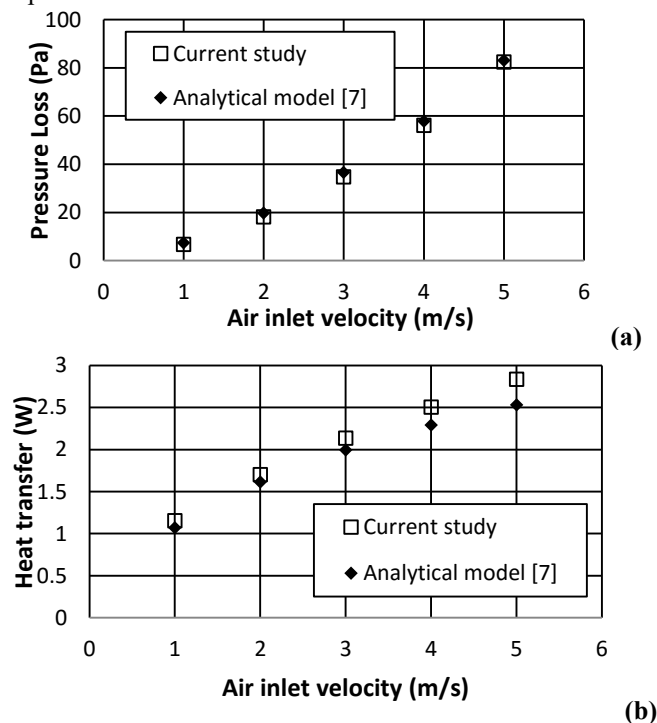 100
80
60
40
20
0
Pressure Loss (Pa)
Current study
Analytical model [7]
0 1 2 3 4 5 6
Air inlet velocity (m/s)
(a)
3
2.5
2
1.5
1
0.5
0
Heat transfer (W)
Current study
Analytical model [7]
0 1 2 3 4 5 6
Air inlet velocity (m/s)
(b)